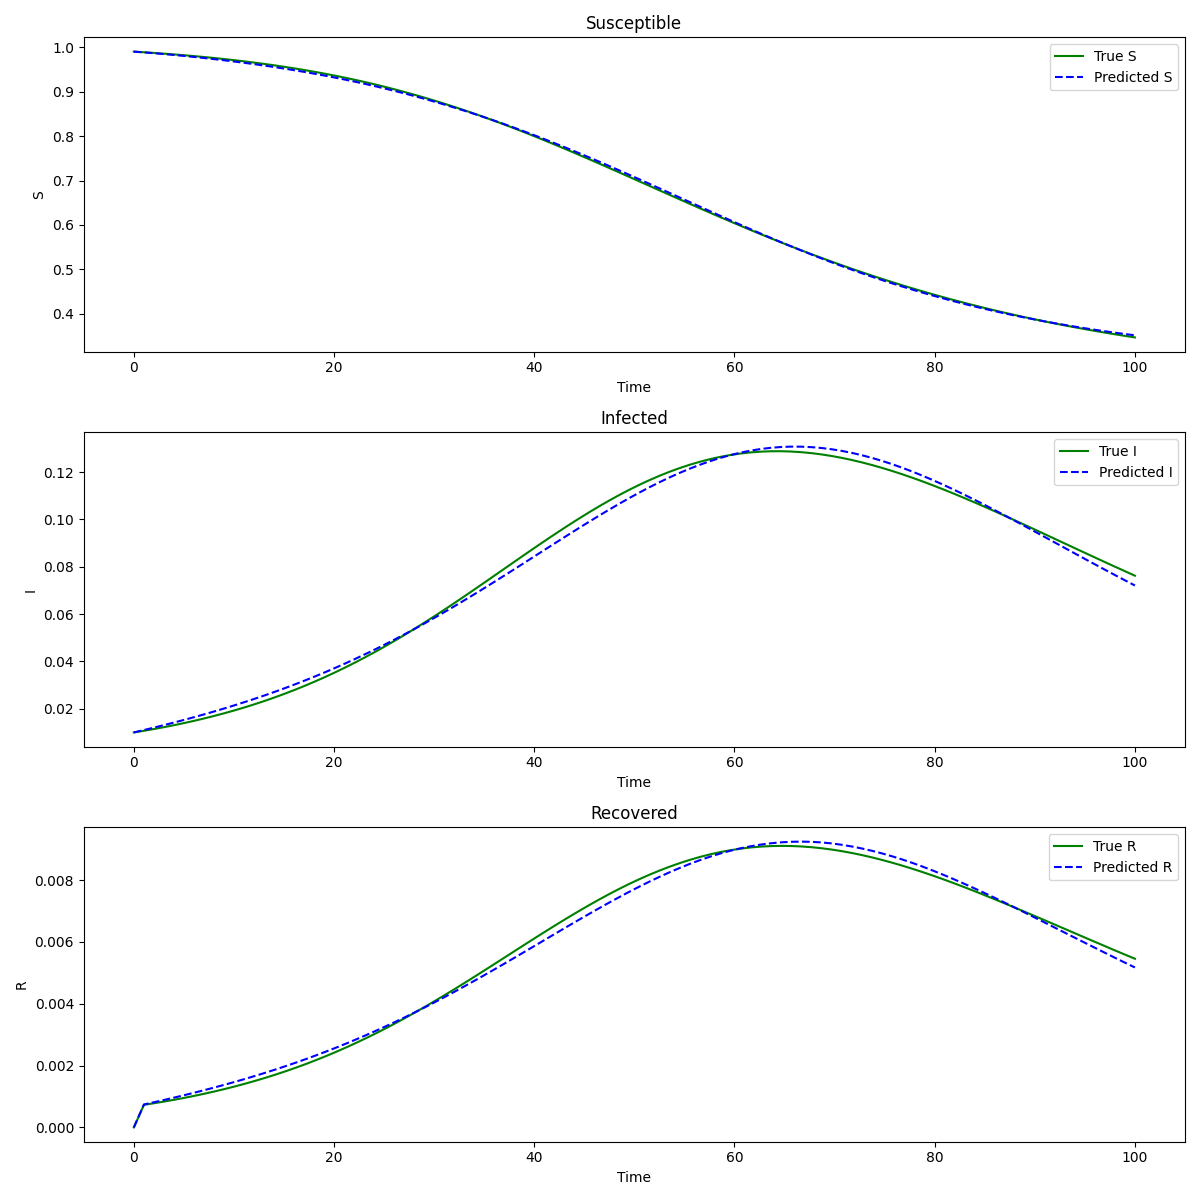 Susceptible
True S
Predicted S
1.0
0.9
0.8
0.7
0.6
0.5
0.4
S
0 20 40 60 80 100
Time
Infected
True I
Predicted I
0.12
0.10
0.08
0.06
0.04
0.02
I
0 20 40 60 80 100
Time
Recovered
True R
Predicted R
0.008
0.006
0.004
0.002
0.000
R
0 20 40 60 80 100
Time